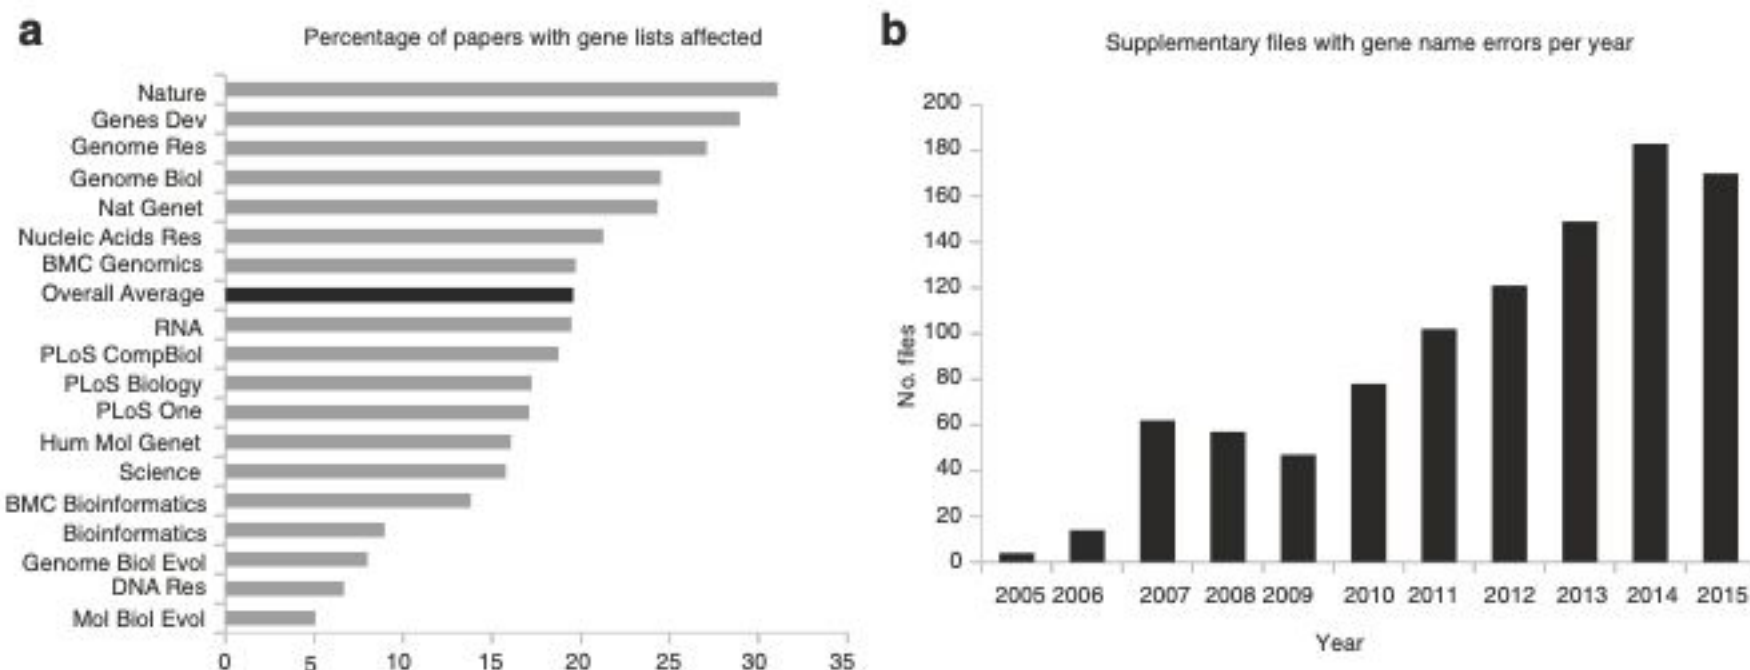 a
Percentage of papers with gene lists affected
Nature
Genes Dev
Genome Res
Genome Biol
Nat Genet
Nucleic Acids Res
BMC Genomics
Overall Average
RNA
PLoS CompBiol
PLoS Biology
PLoS One
Hum Mol Genet
Science
BMC Bioinformatics
Bioinformatics
Genome Biol Evol
DNA Res
Mol Biol Evol
0 5 10 15 20 25 30 35
b
Supplementary files with gene name errors per year
No. files
200
180
160
140
120
100
80
60
40
20
0
2005 2006 2007 2008 2009 2010 2011 2012 2013 2014 2015
Year